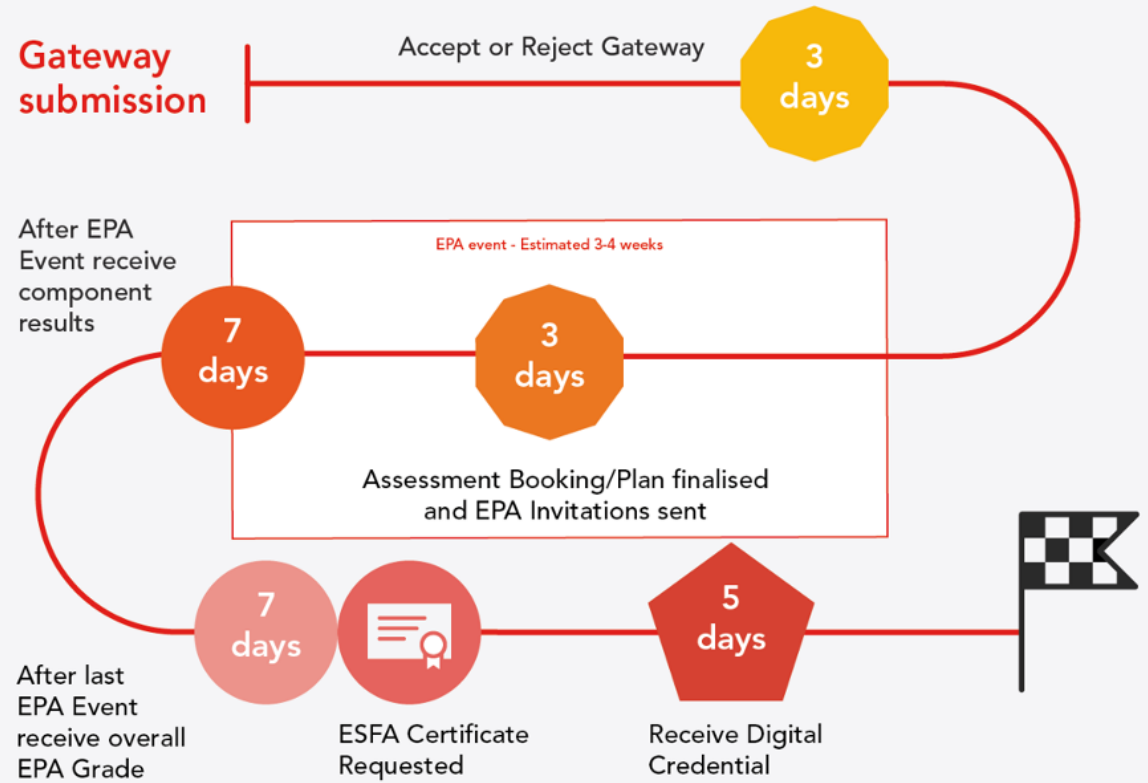 Gateway
submission
Accept or Reject Gateway
3
days
After EPA
Event receive
component
results
EPA event - Estimated 3-4 weeks
7
days
3
days
Assessment Booking/Plan finalised
and EPA Invitations sent
7
days
5
days
After last
EPA Event
receive overall
EPA Grade
ESFA Certificate
Requested
Receive Digital
Credential